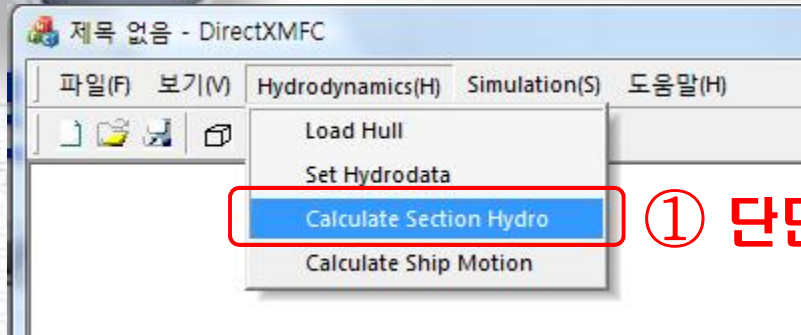 제목 없음 - DirectXMFC
파일(F) 보기(V) Hydrodynamics(H) Simulation(S) 도움말(H)
Load Hull
Set Hydrodata
Calculate Section Hydro
① 단
Calculate Ship Motion